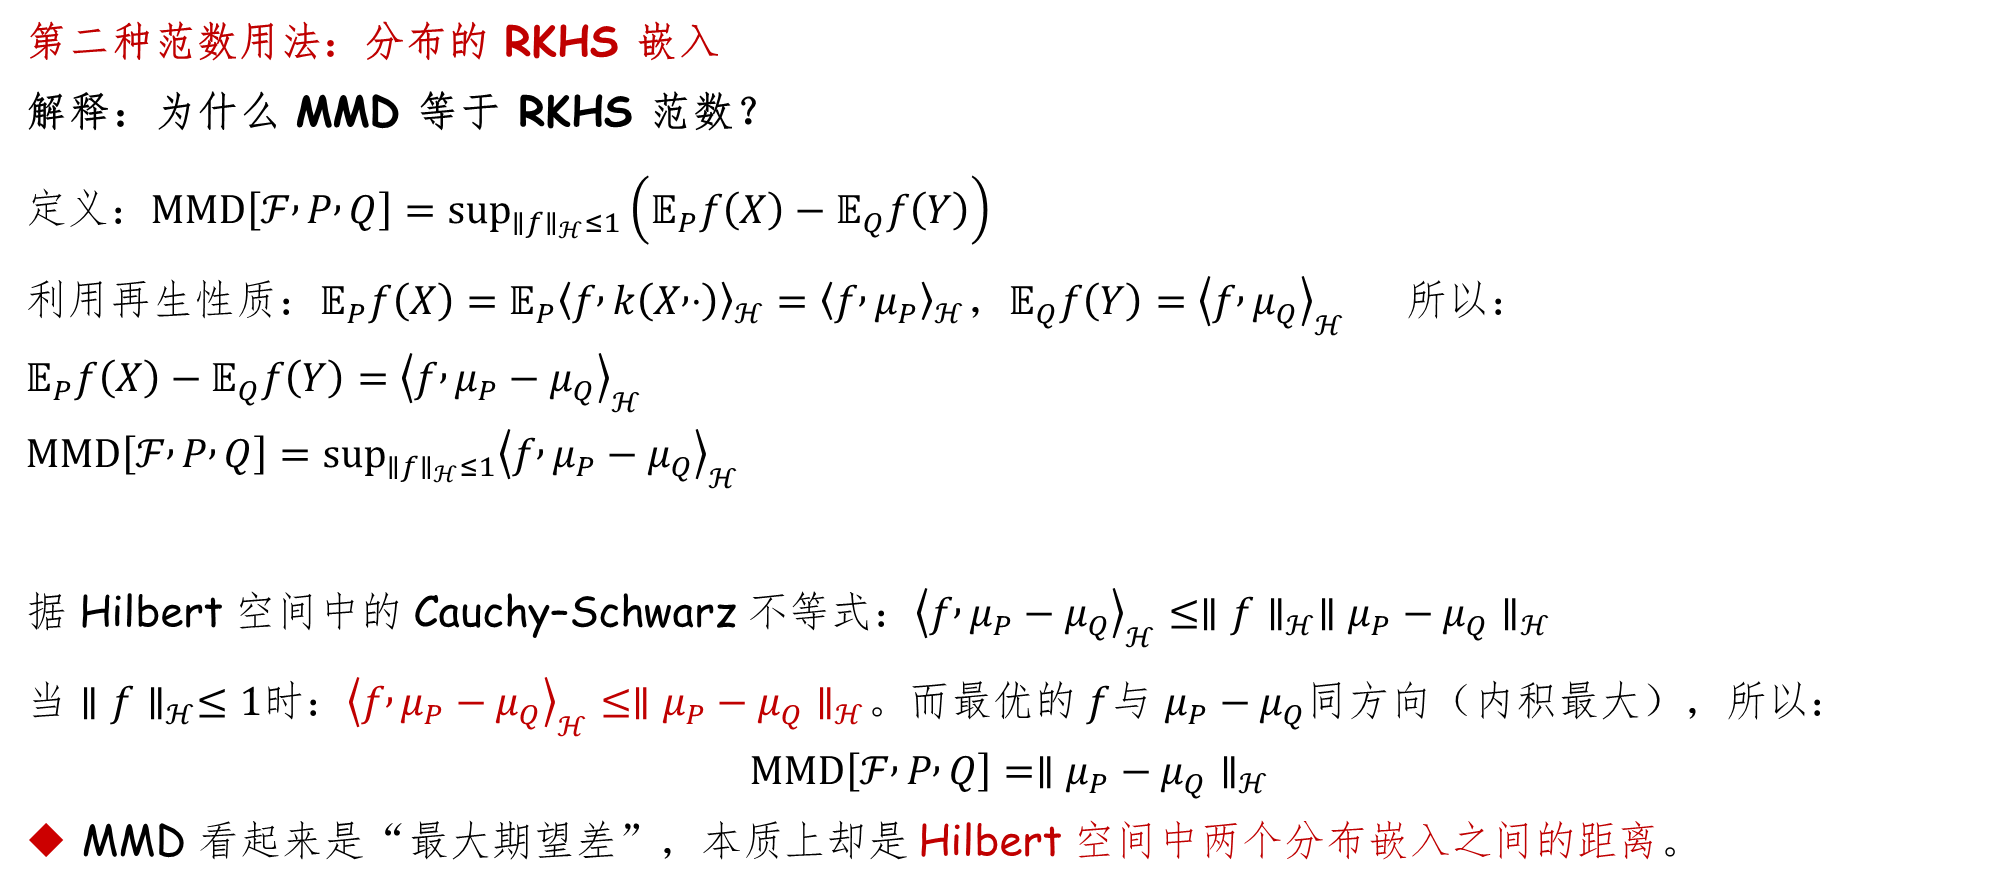 第二种范数用法：分布的 RKHS 嵌入
解释：为什么 MMD 等于 RKHS 范数？
定义：MMD[ℱ, P, Q] = sup_{‖f‖_ℋ≤1} (𝔼_P f(X) − 𝔼_Q f(Y))
利用再生性质：𝔼_P f(X) = 𝔼_P⟨f, k(X,·)⟩_ℋ = ⟨f, μ_P⟩_ℋ，𝔼_Q f(Y) = ⟨f, μ_Q⟩_ℋ 所以：
𝔼_P f(X) − 𝔼_Q f(Y) = ⟨f, μ_P − μ_Q⟩_ℋ
MMD[ℱ, P, Q] = sup_{‖f‖_ℋ≤1}⟨f, μ_P − μ_Q⟩_ℋ
据 Hilbert 空间中的 Cauchy–Schwarz 不等式：⟨f, μ_P − μ_Q⟩_ℋ ≤‖ f ‖_ℋ‖ μ_P − μ_Q ‖_ℋ
当 ‖ f ‖_ℋ≤ 1时：⟨f, μ_P − μ_Q⟩_ℋ ≤‖ μ_P − μ_Q ‖_ℋ。而最优的 f与 μ_P − μ_Q同方向（内积最大），所以：
MMD[ℱ, P, Q] =‖ μ_P − μ_Q ‖_ℋ
◆ MMD 看起来是“最大期望差”，本质上却是 Hilbert 空间中两个分布嵌入之间的距离。